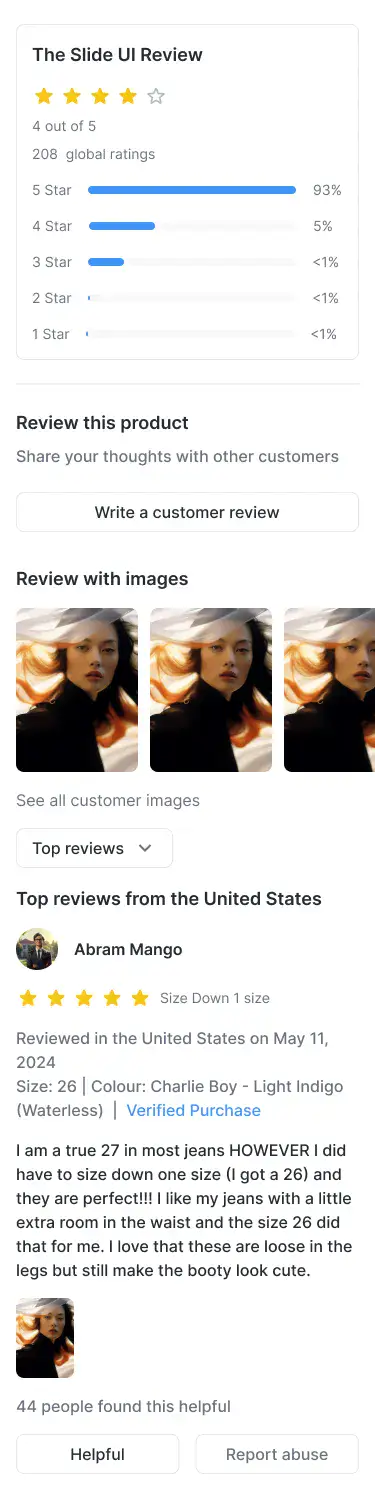 The Slide UI Review
4 out of 5
208 global ratings
5 Star 93%
4 Star 5%
3 Star <1%
2 Star <1%
1 Star <1%
Review this product
Share your thoughts with other customers
Write a customer review
Review with images
See all customer images
Top reviews
Top reviews from the United States
Abram Mango
Size Down 1 size
Reviewed in the United States on May 11,
2024
Size: 26 | Colour: Charlie Boy - Light Indigo
(Waterless) | Verified Purchase
I am a true 27 in most jeans HOWEVER I did
have to size down one size (I got a 26) and
they are perfect!!! I like my jeans with a little
extra room in the waist and the size 26 did
that for me. I love that these are loose in the
legs but still make the booty look cute.
44 people found this helpful
Helpful
Report abuse